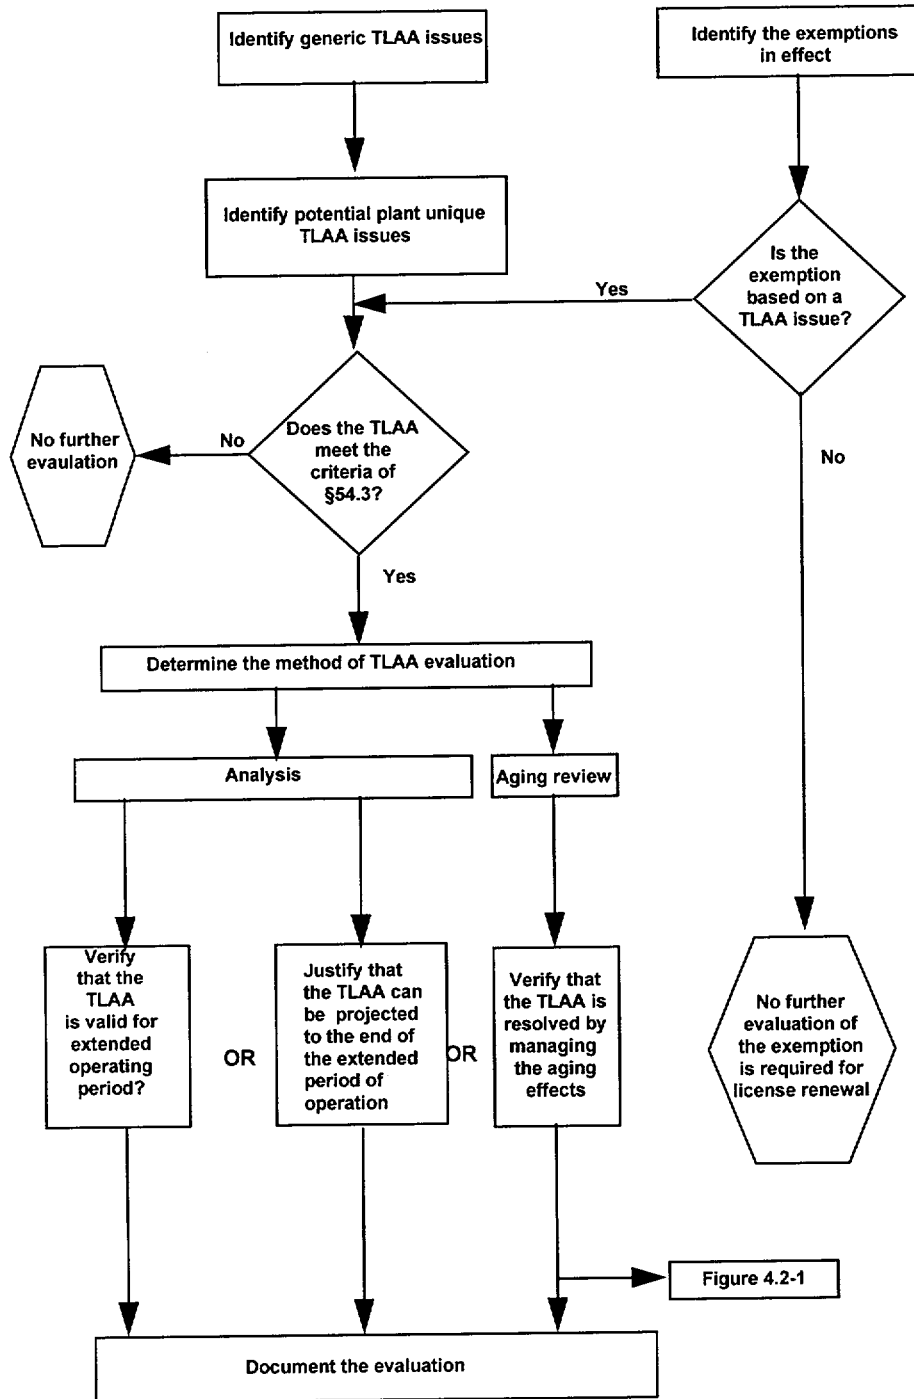 Identify generic TLAA issues
Identify the exemptions
in effect
Identify potential plant unique
TLAA issues
Is the
exemption
based on a
TLAA issue?
Yes
No further
evaulation
No
Does the TLAA
meet the
criteria of
§54.3?
No
Yes
Determine the method of TLAA evaluation
Analysis
Aging review
Verify
that the
TLAA
is valid for
extended
operating
period?
OR
Justify that
the TLAA can
be projected
to the end of
the extended
period of
operation
OR
Verify that
the TLAA is
resolved by
managing
the aging
effects
No further
evaluation of
the exemption
is required for
license renewal
Figure 4.2-1
Document the evaluation